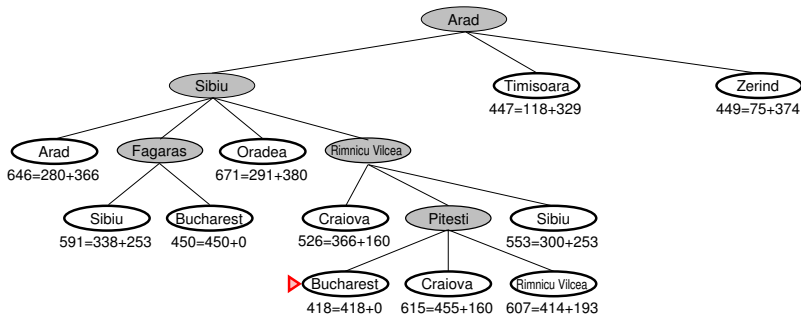 Arad
Sibiu
Timisoara
Zerind
447=118+329
449=75+374
Arad
Fagaras
Oradea
Rimnicu Vilcea
646=280+366
671=291+380
Sibiu
Bucharest
Craiova
Pitesti
Sibiu
591=338+253
450=450+0
526=366+160
553=300+253
Bucharest
Craiova
Rimnicu Vilcea
418=418+0
615=455+160
607=414+193